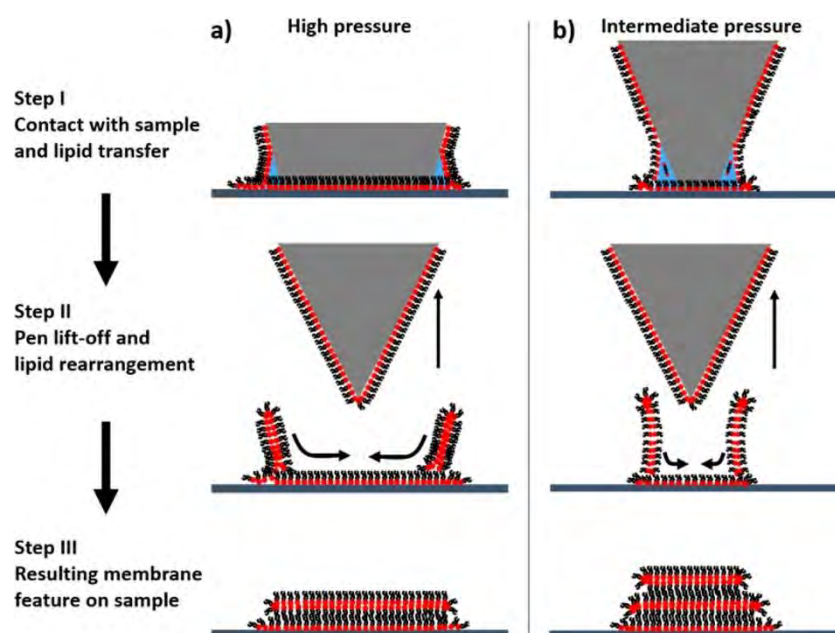 a) High pressure
b) Intermediate pressure
Step I
Contact with sample
and lipid transfer
Step II
Pen lift-off and
lipid rearrangement
Step III
Resulting membrane
feature on sample